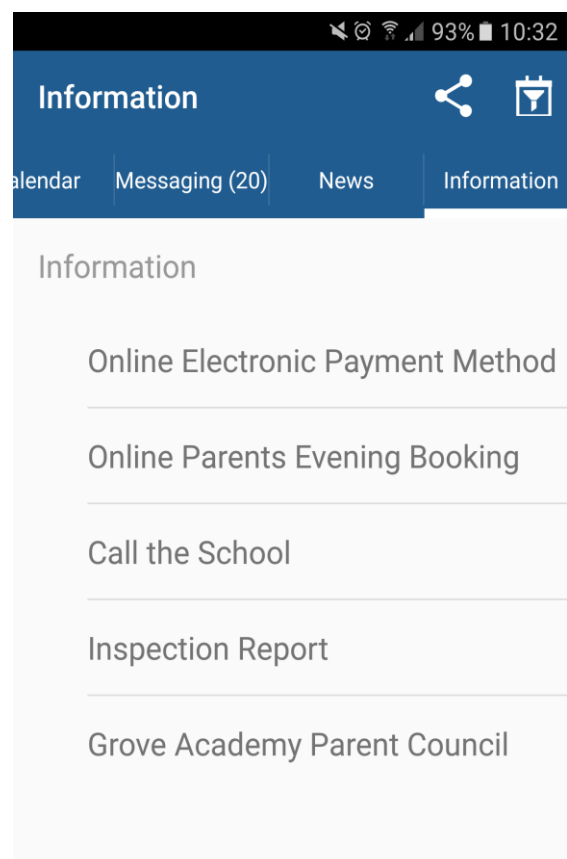 93% 10:32
Information
alendar Messaging (20) News Information
Information
Online Electronic Payment Method
Online Parents Evening Booking
Call the School
Inspection Report
Grove Academy Parent Council